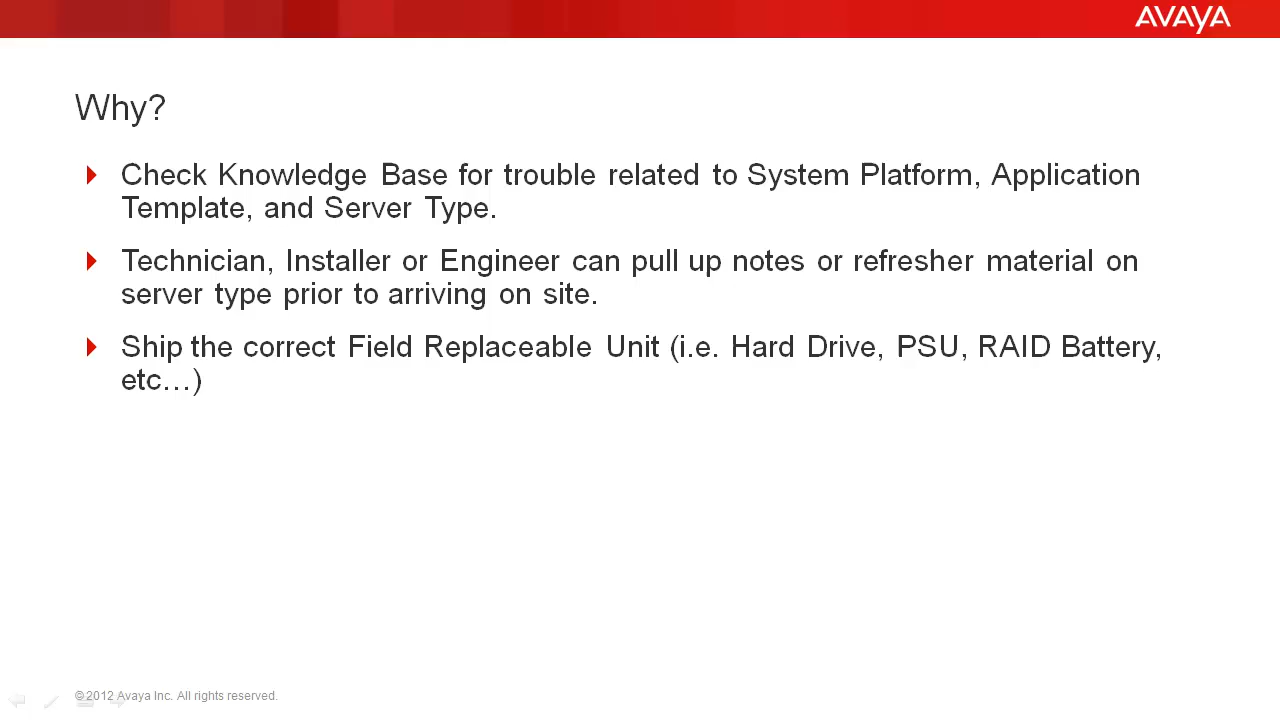 AVAYA
Why?
Check Knowledge Base for trouble related to System Platform, Application
Template, and Server Type.
Technician, Installer or Engineer can pull up notes or refresher material on
server type prior to arriving on site.
Ship the correct Field Replaceable Unit (i.e. Hard Drive, PSU, RAID Battery,
etc…)
©2012 Avaya Inc. All rights reserved.